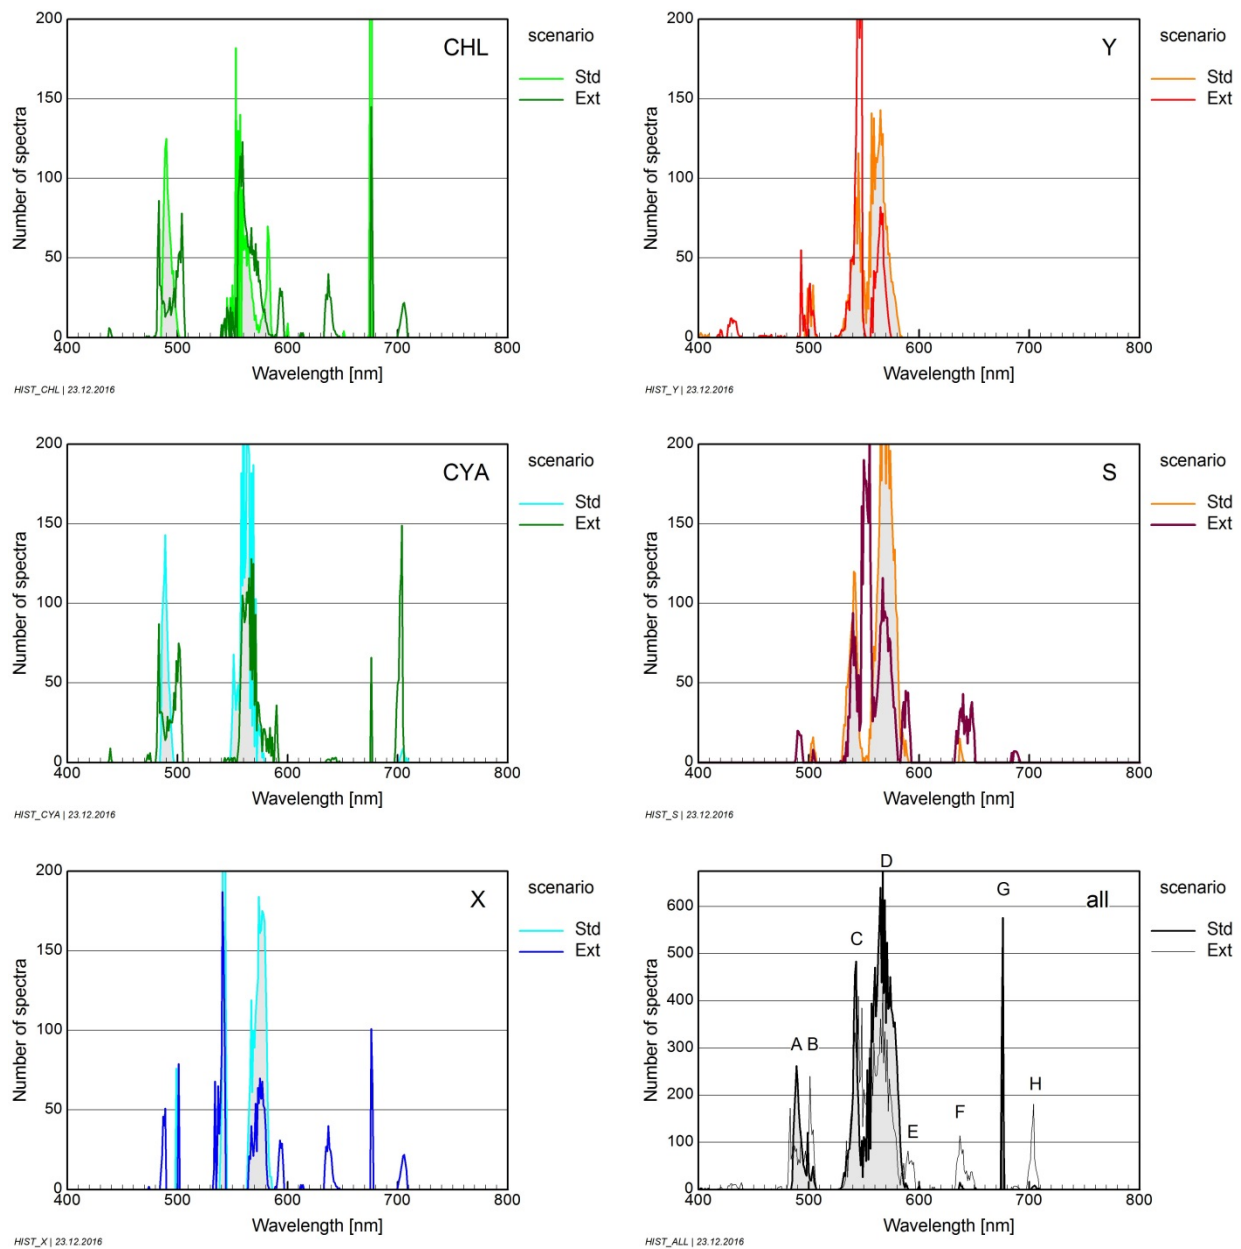 CHL
scenario
Std
Ext
Number of spectra
200
150
100
50
0
400 500 600 700 800
Wavelength [nm]
HIST_CHL | 23.12.2016
Y
scenario
Std
Ext
Number of spectra
200
150
100
50
0
400 500 600 700 800
Wavelength [nm]
HIST_Y | 23.12.2016
CYA
scenario
Std
Ext
Number of spectra
200
150
100
50
0
400 500 600 700 800
Wavelength [nm]
HIST_CYA | 23.12.2016
S
scenario
Std
Ext
Number of spectra
200
150
100
50
0
400 500 600 700 800
Wavelength [nm]
HIST_S | 23.12.2016
X
scenario
Std
Ext
Number of spectra
200
150
100
50
0
400 500 600 700 800
Wavelength [nm]
HIST_X | 23.12.2016
all
scenario
Std
Ext
A B C D E F G H
Number of spectra
600
500
400
300
200
100
0
400 500 600 700 800
Wavelength [nm]
HIST_ALL | 23.12.2016